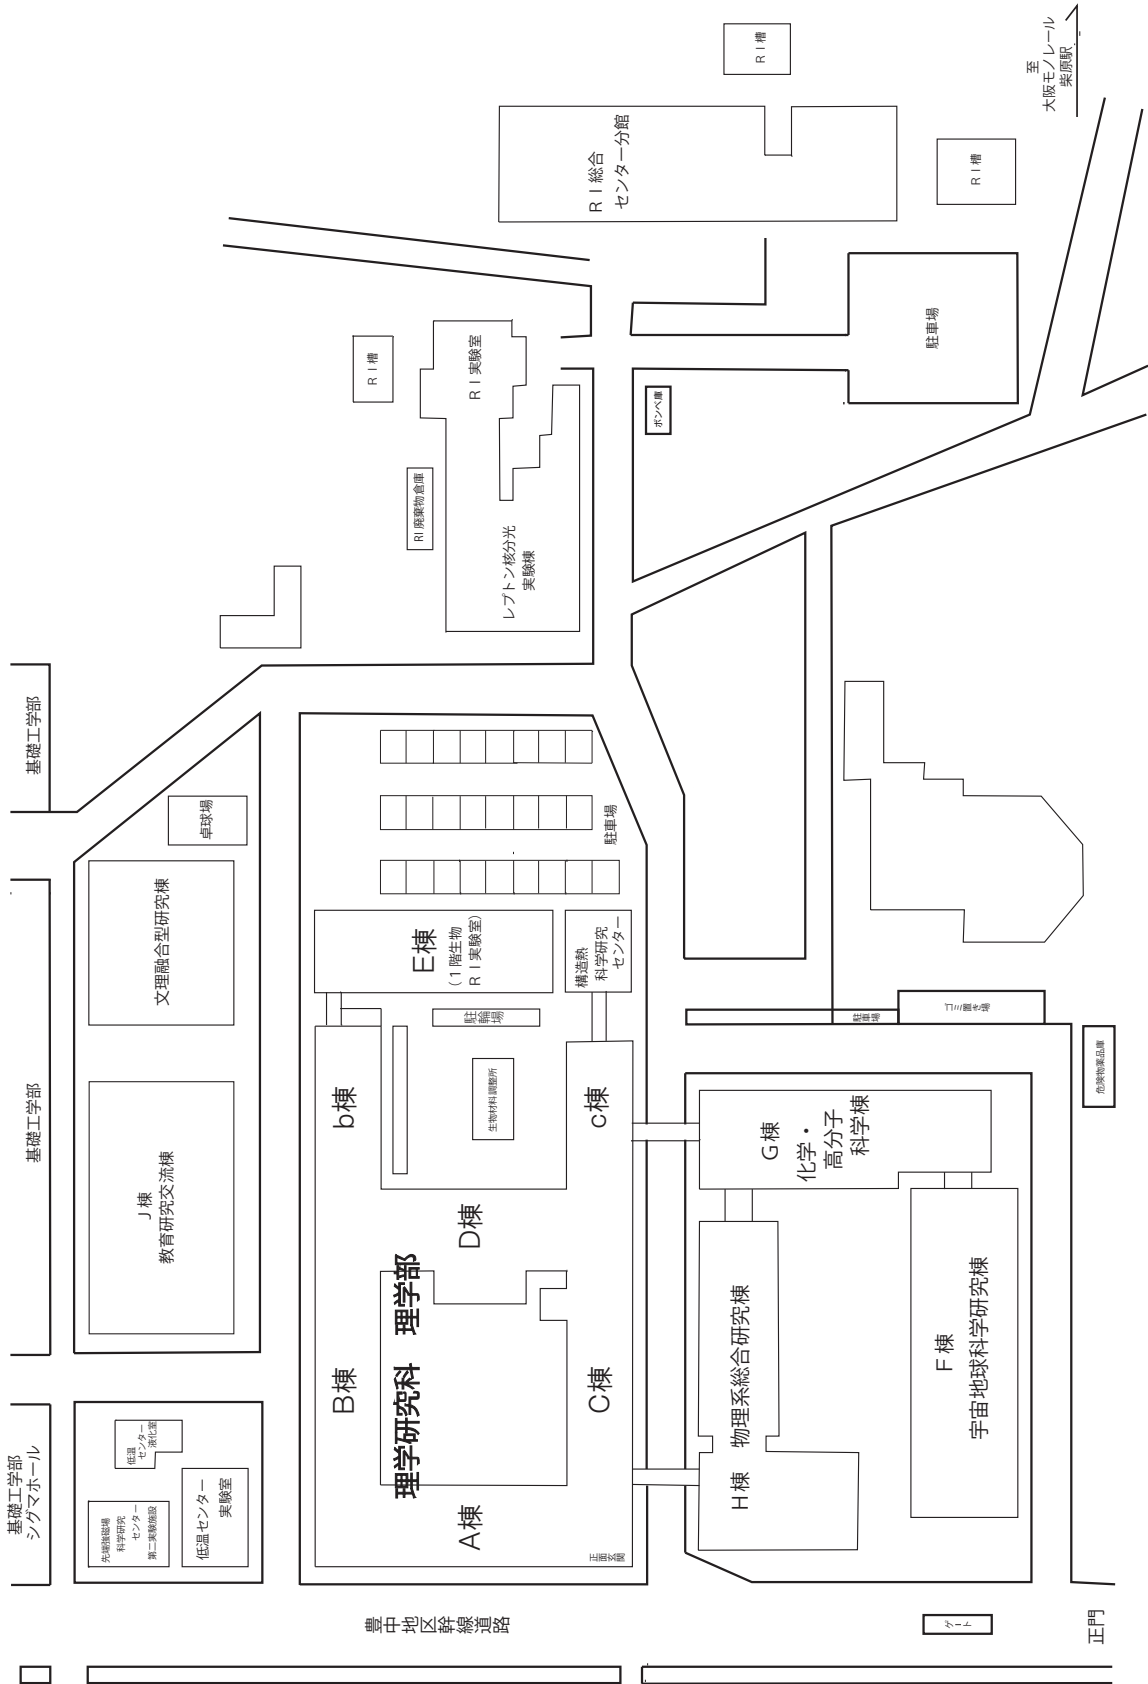 至
大阪モノレール
柴原駅
ＲＩ槽
ＲＩ総合
センター分館
ＲＩ槽
駐車場
ＲＩ槽
ＲＩ実験室
ボンベ庫
RI廃棄物倉庫
レプトン核分光
実験棟
基礎工学部
卓球場
駐車場
文理融合型研究棟
E棟
(１階生物
ＲＩ実験室)
構造熱
科学研究
センター
駐輪場
駐車場
ゴミ置き場
危険物薬品庫
基礎工学部
b棟
生物材料調整所
c棟
G棟
化学・
高分子
科学棟
J棟
教育研究交流棟
D棟
理学研究科　理学部
B棟
C棟
物理系総合研究棟
H棟
F棟
宇宙地球科学研究棟
基礎工学部
シグマホール
低温
センター
液化室
先端強磁場
科学研究
センター
第二実験施設
低温センター
実験室
A棟
正面玄関
豊中地区幹線道路
ゲート
正門